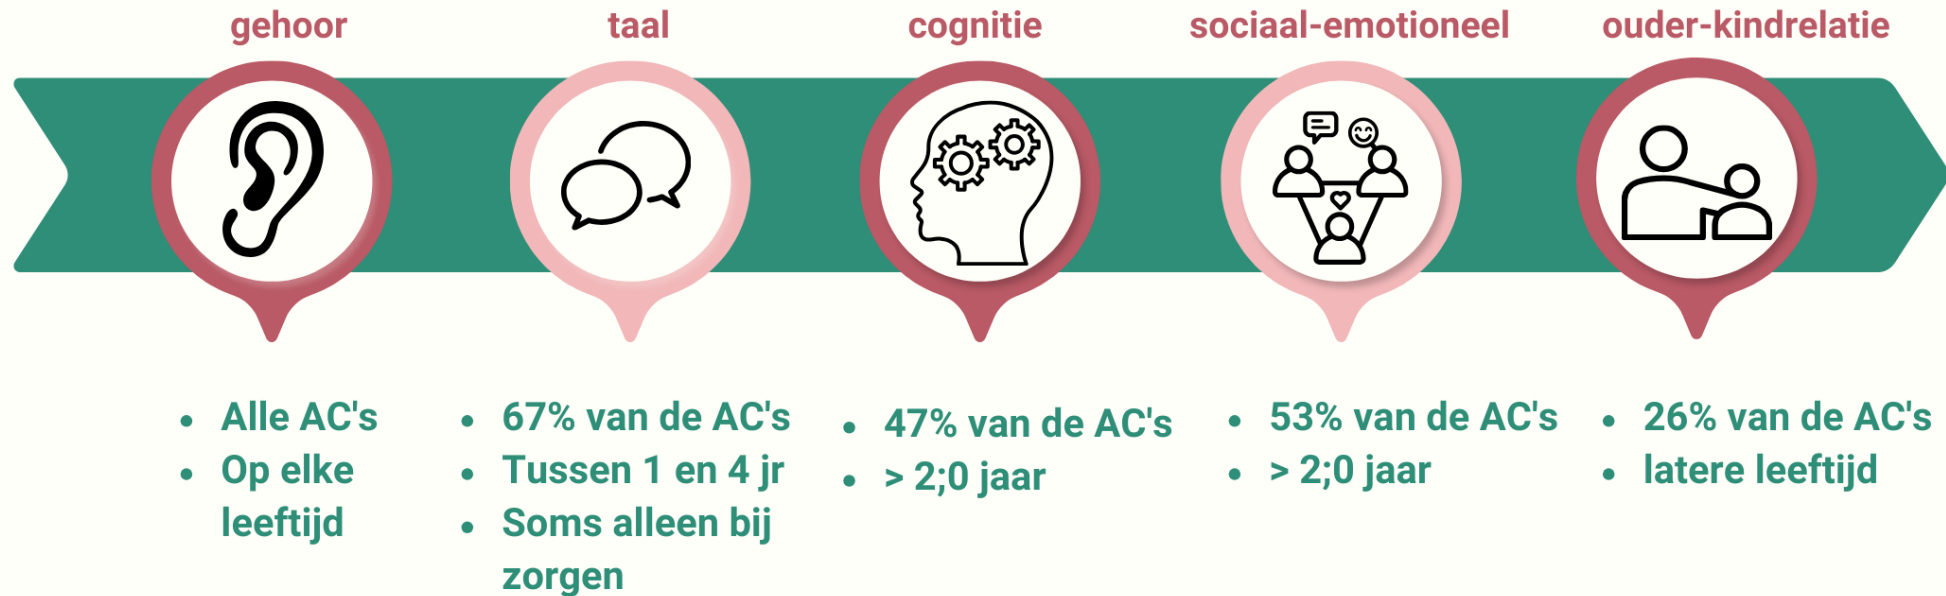 gehoor
taal
cognitie
sociaal-emotioneel
ouder-kindrelatie
• Alle AC's
• Op elke
leeftijd
• 67% van de AC's
• Tussen 1 en 4 jr
• Soms alleen bij
zorgen
• 47% van de AC's
• > 2;0 jaar
• 53% van de AC's
• > 2;0 jaar
• 26% van de AC's
• latere leeftijd